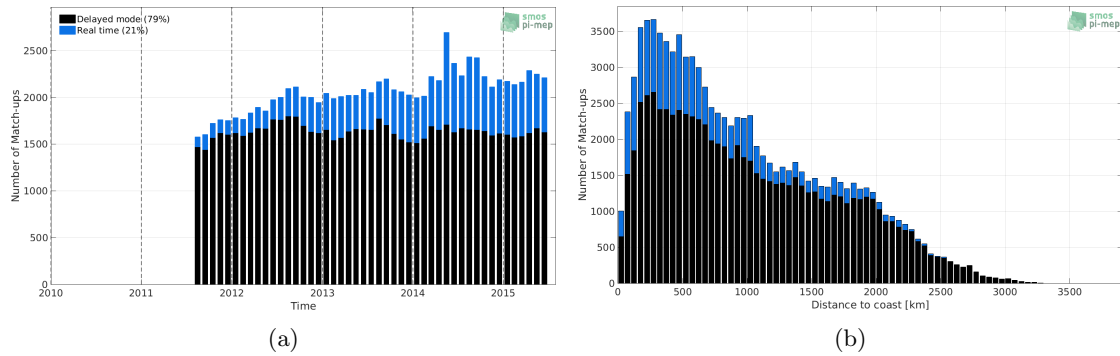 Delayed mode (79%)
Real time (21%)
smos
pi-mep
Number of Match-ups
2500
2000
1500
1000
500
0
2010
2011
2012
2013
2014
2015
Time
(a)
smos
pi-mep
Number of Match-ups
3500
3000
2500
2000
1500
1000
500
0
0
500
1000
1500
2000
2500
3000
3500
Distance to coast [km]
(b)